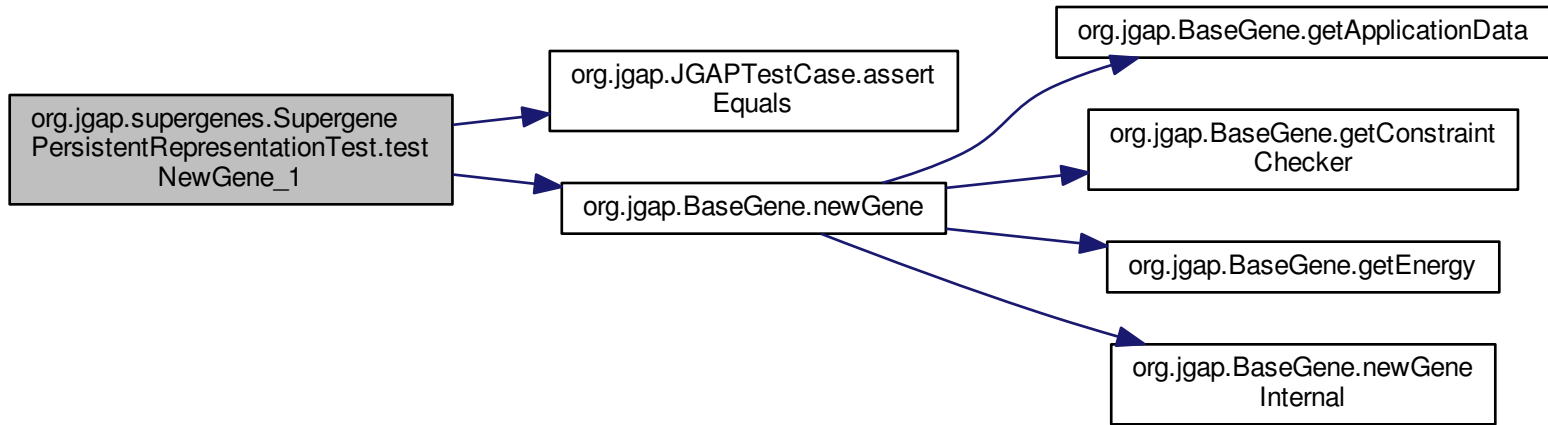 org.jgap.supergenes.Supergene
PersistentRepresentationTest.test
NewGene_1
org.jgap.JGAPTestCase.assert
Equals
org.jgap.BaseGene.newGene
org.jgap.BaseGene.getApplicationData
org.jgap.BaseGene.getConstraint
Checker
org.jgap.BaseGene.getEnergy
org.jgap.BaseGene.newGene
Internal